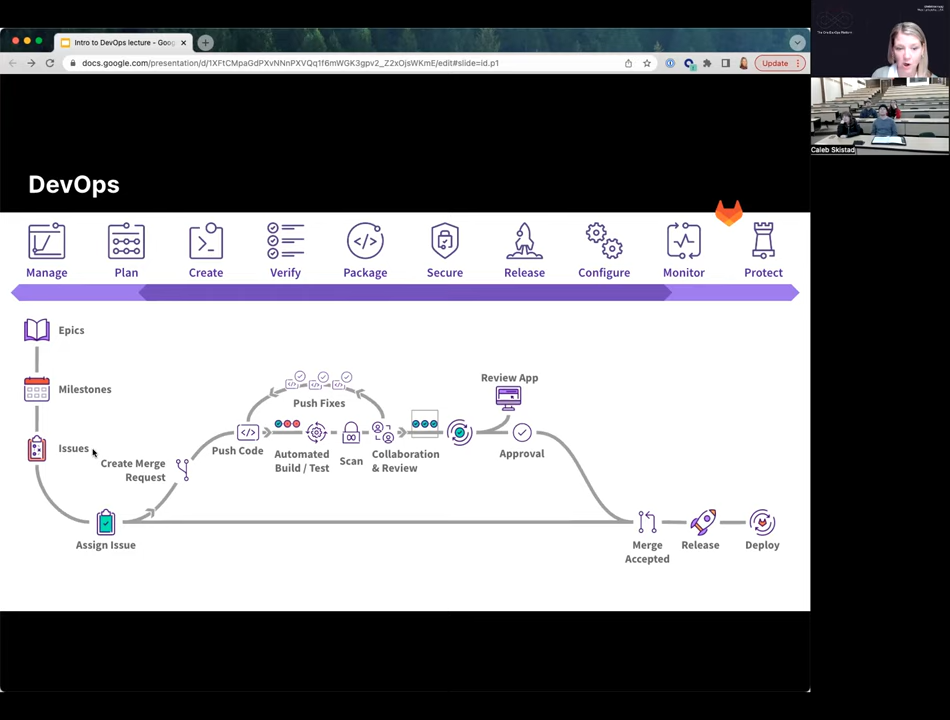 Intro to DevOps lecture - Goog
docs.google.com/presentation/d/1XFtCMpaGdPXvNNnPXVQq1f6mWGK3gpv2_Z2xOjsWKmE/edit#slide=id.p1
Update
Caleb Skistad
DevOps
Manage
Plan
Create
Verify
Package
Secure
Release
Configure
Monitor
Protect
Epics
Milestones
Issues
Assign Issue
Create Merge
Request
Push Code
Push Fixes
Automated
Build / Test
Scan
Collaboration
& Review
Review App
Approval
Merge
Accepted
Release
Deploy